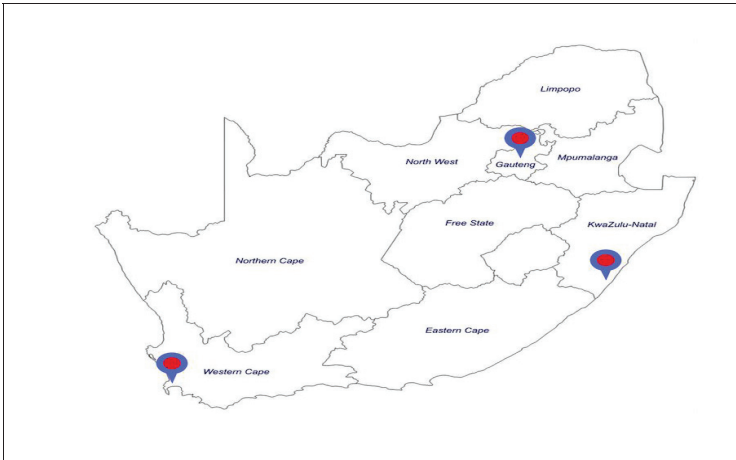 Limpopo
North West
Gauteng
Mpumalanga
Free State
KwaZulu-Natal
Northern Cape
Eastern Cape
Western Cape